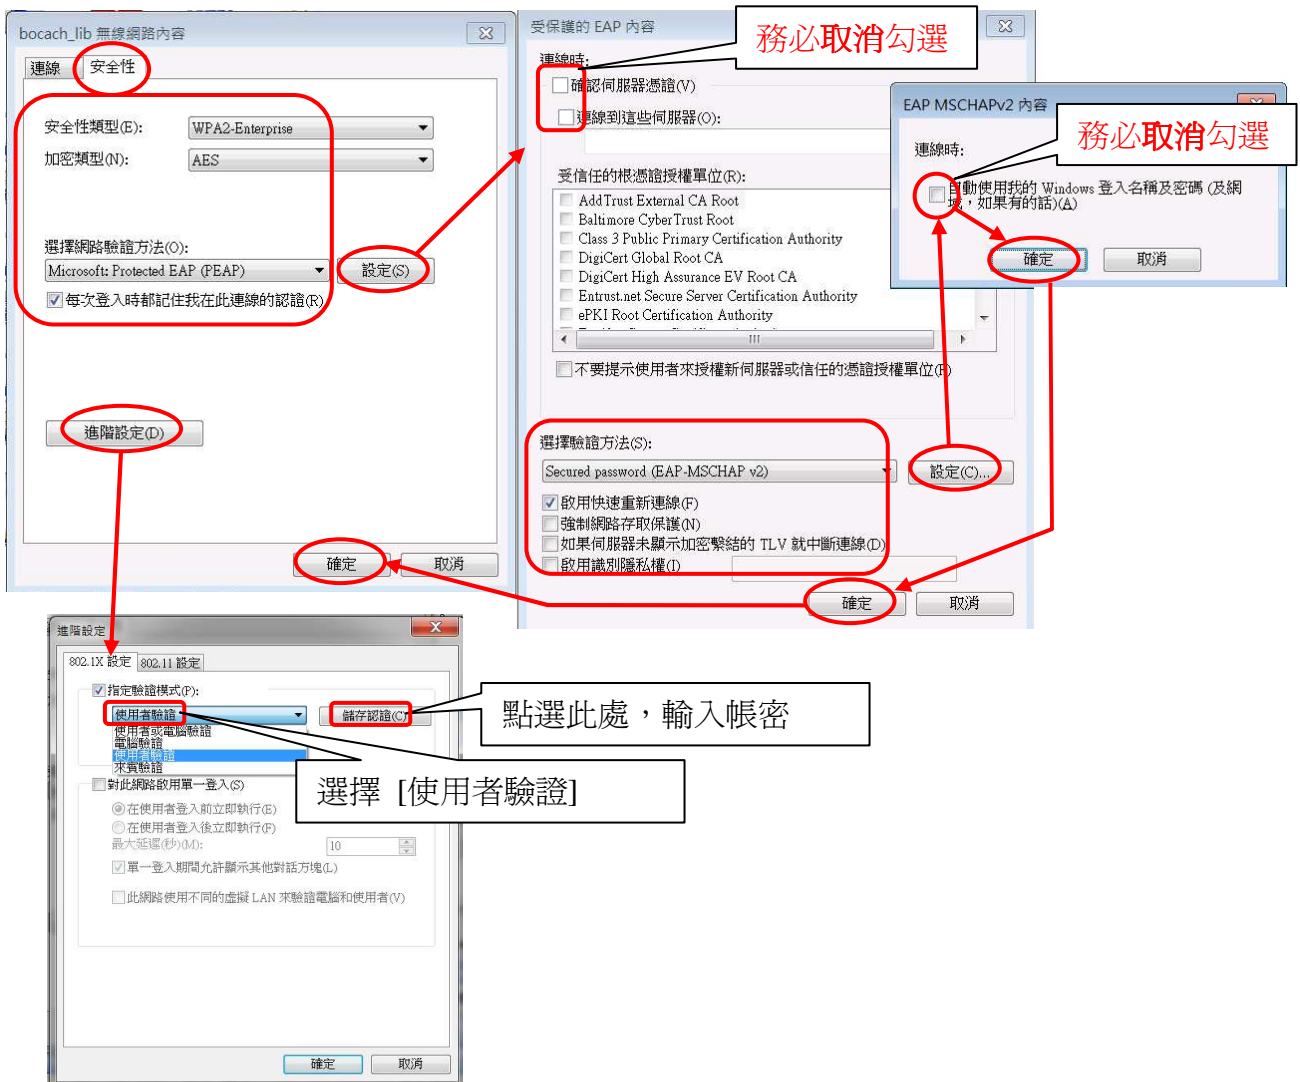 bocach_lib 無線網路內容
連線 安全性
安全性類型(E): WPA2-Enterprise
加密類型(N): AES
選擇網路驗證方法(O):
Microsoft: Protected EAP (PEAP) 設定(S)
每次登入時都記住我在此連線的認證(R)
進階設定(D)
確定 取消
受保護的 EAP 內容
務必取消勾選
連線時:
確認伺服器憑證(V)
連線到這些伺服器(O):
受信任的根憑證授權單位(R):
AddTrust External CA Root
Baltimore CyberTrust Root
Class 3 Public Primary Certification Authority
DigiCert Global Root CA
DigiCert High Assurance EV Root CA
Entrust.net Secure Server Certification Authority
ePKI Root Certification Authority
不要提示使用者來授權新伺服器或信任的憑證授權單位(P)
選擇驗證方法(S):
Secured password (EAP-MSCHAP v2) 設定(C)...
啟用快速重新連線(F)
強制網路存取保護(N)
如果伺服器未顯示加密繫結的 TLV 就中斷連線(D)
啟用識別隱私權(I)
確定 取消
EAP MSCHAPv2 內容
務必取消勾選
連線時:
自動使用我的 Windows 登入名稱及密碼 (及網
域，如果有的話)(A)
確定 取消
進階設定
802.1X 設定 802.11 設定
指定驗證模式(P):
使用者驗證 儲存認證(C)
使用者或電腦驗證
電腦驗證
使用者驗證
來賓驗證
點選此處，輸入帳密
選擇 [使用者驗證]
對此網路啟用單一登入(S)
在使用者登入前立即執行(E)
在使用者登入後立即執行(F)
最大延遲(秒)(M): 10
單一登入期間允許顯示其他對話方塊(L)
此網路使用不同的虛擬 LAN 來驗證電腦和使用者(V)
確定 取消